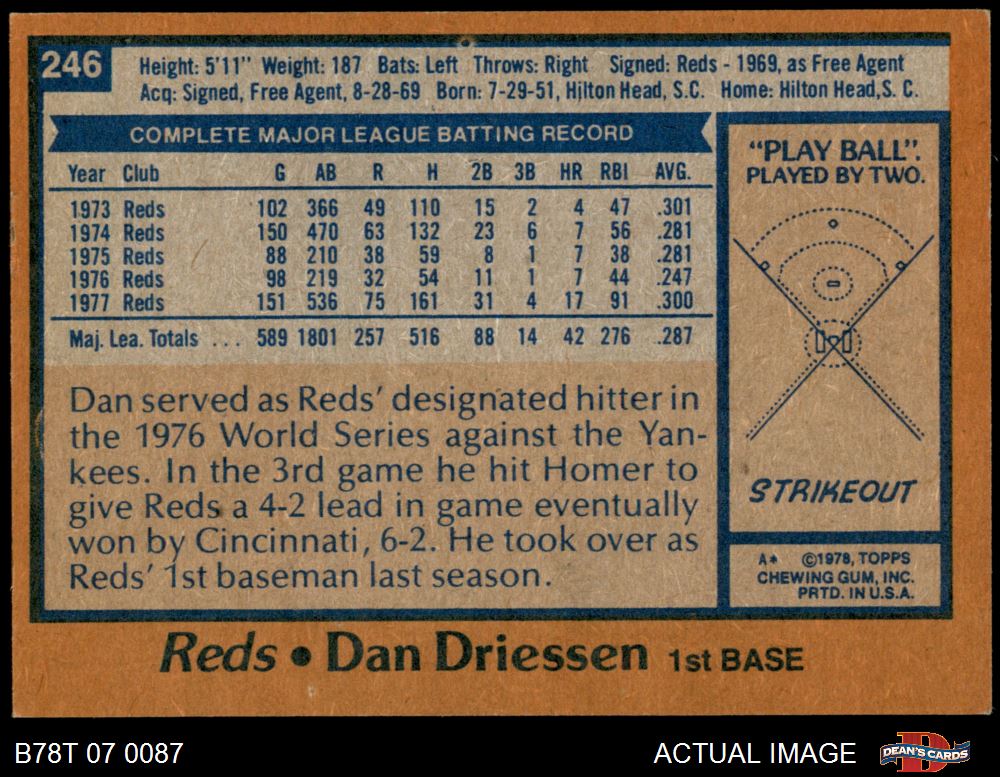 246
Height: 5'11" Weight: 187 Bats: Left Throws: Right Signed: Reds - 1969, as Free Agent
Acq: Signed, Free Agent, 8-28-69 Born: 7-29-51, Hilton Head, S.C. Home: Hilton Head, S. C.
COMPLETE MAJOR LEAGUE BATTING RECORD
Year Club G AB R H 2B 3B HR RBI AVG.
1973 Reds 102 366 49 110 15 2 4 47 .301
1974 Reds 150 470 63 132 23 6 7 56 .281
1975 Reds 88 210 38 59 8 1 7 38 .281
1976 Reds 98 219 32 54 11 1 7 44 .247
1977 Reds 151 536 75 161 31 4 17 91 .300
Maj. Lea. Totals ... 589 1801 257 516 88 14 42 276 .287
Dan served as Reds' designated hitter in
the 1976 World Series against the Yan-
kees. In the 3rd game he hit Homer to
give Reds a 4-2 lead in game eventually
won by Cincinnati, 6-2. He took over as
Reds' 1st baseman last season.
"PLAY BALL".
PLAYED BY TWO.
STRIKEOUT
A* ©1978, TOPPS
CHEWING GUM, INC.
PRTD. IN U.S.A.
Reds • Dan Driessen 1st BASE
B78T 07 0087
ACTUAL IMAGE
DEAN'S CARDS